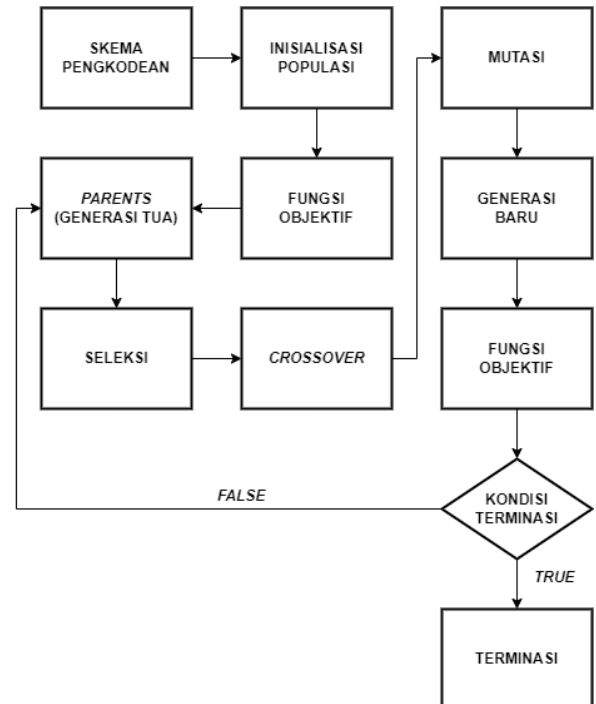 SKEMA
PENGKODEAN
INISIALISASI
POPULASI
MUTASI
PARENTS
(GENERASI TUA)
FUNGSI
OBJEKTIF
GENERASI
BARU
SELEKSI
CROSSOVER
FUNGSI
OBJEKTIF
FALSE
KONDISI
TERMINASI
TRUE
TERMINASI